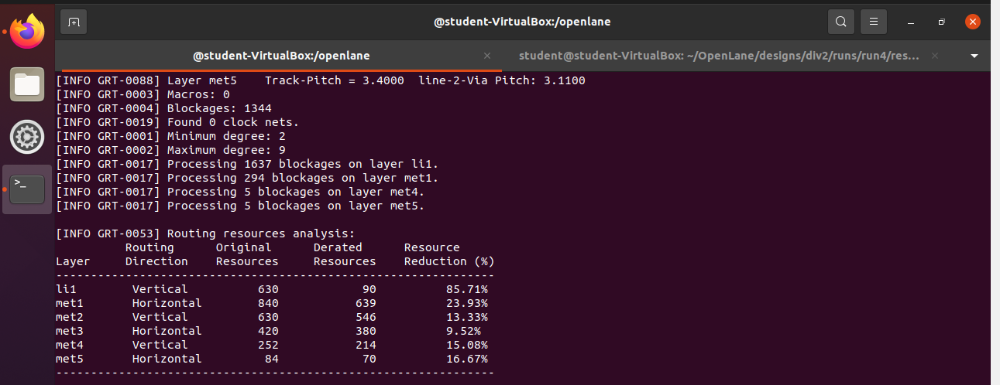 @student-VirtualBox:/openlane
@student-VirtualBox:/openlane
student@student-VirtualBox: ~/OpenLane/designs/div2/runs/run4/res...
[INFO GRT-0088] Layer met5    Track-Pitch = 3.4000  line-2-Via Pitch: 3.1100
[INFO GRT-0003] Macros: 0
[INFO GRT-0004] Blockages: 1344
[INFO GRT-0019] Found 0 clock nets.
[INFO GRT-0001] Minimum degree: 2
[INFO GRT-0002] Maximum degree: 9
[INFO GRT-0017] Processing 1637 blockages on layer li1.
[INFO GRT-0017] Processing 294 blockages on layer met1.
[INFO GRT-0017] Processing 5 blockages on layer met4.
[INFO GRT-0017] Processing 5 blockages on layer met5.
[INFO GRT-0053] Routing resources analysis:
          Routing      Original      Derated      Resource
Layer     Direction    Resources     Resources    Reduction (%)
---------------------------------------------------------------
li1        Vertical          630            90          85.71%
met1       Horizontal        840           639          23.93%
met2       Vertical          630           546          13.33%
met3       Horizontal        420           380          9.52%
met4       Vertical          252           214          15.08%
met5       Horizontal         84            70          16.67%
---------------------------------------------------------------